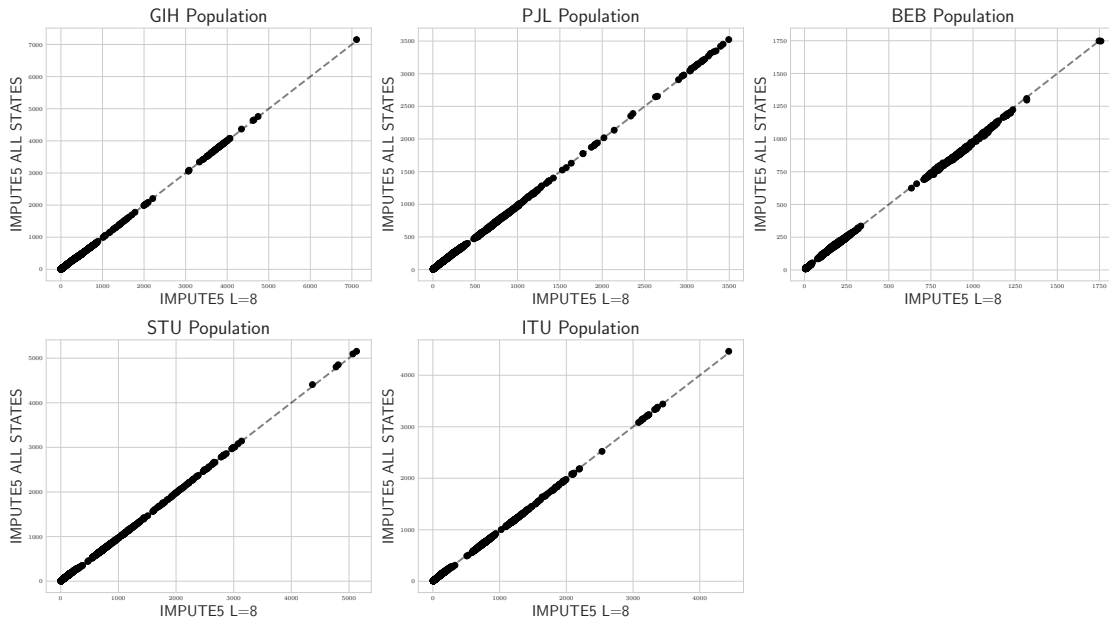 GIH Population
PJL Population
BEB Population
IMPUTE5 ALL STATES
7000
6000
5000
4000
3000
2000
1000
0
0 1000 2000 3000 4000 5000 6000 7000
IMPUTE5 L=8
IMPUTE5 ALL STATES
3500
3000
2500
2000
1500
1000
500
0
0 500 1000 1500 2000 2500 3000 3500
IMPUTE5 L=8
IMPUTE5 ALL STATES
1750
1500
1250
1000
750
500
250
0
0 250 500 750 1000 1250 1500 1750
IMPUTE5 L=8
STU Population
ITU Population
IMPUTE5 ALL STATES
5000
4000
3000
2000
1000
0
0 1000 2000 3000 4000 5000
IMPUTE5 L=8
IMPUTE5 ALL STATES
4000
3000
2000
1000
0
0 1000 2000 3000 4000
IMPUTE5 L=8